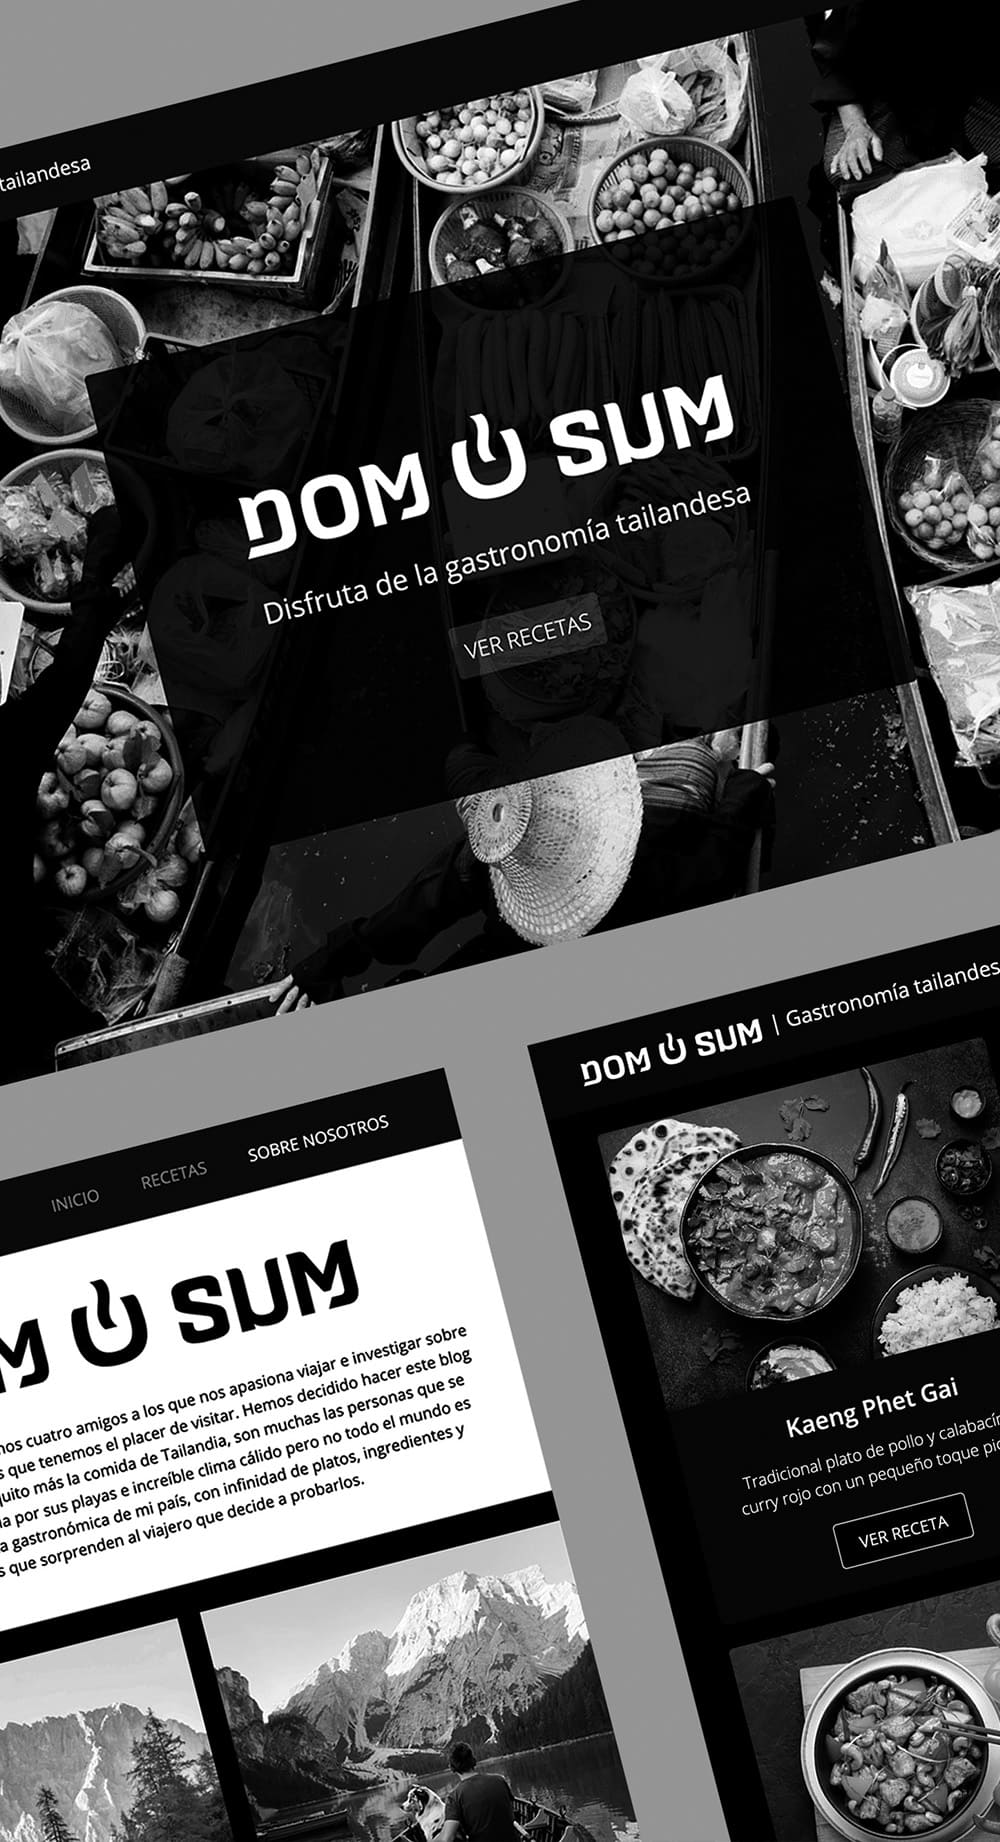 tailandesa
DOM SUM
Disfruta de la gastronomía tailandesa
VER RECETAS
INICIO RECETAS SOBRE NOSOTROS
M SUM
cuatro amigos a los que nos apasiona viajar e investigar sobre
que tenemos el placer de visitar. Hemos decidido hacer este blog
más la comida de Tailandia, son muchas las personas que se
por sus playas e increíble clima cálido pero no todo el mundo es
a gastronómica de mi país, con infinidad de platos, ingredientes y
que sorprenden al viajero que decide a probarlos.
DOM SUM | Gastronomía tailandes
Kaeng Phet Gai
Tradicional plato de pollo y calabacín
curry rojo con un pequeño toque pic
VER RECETA